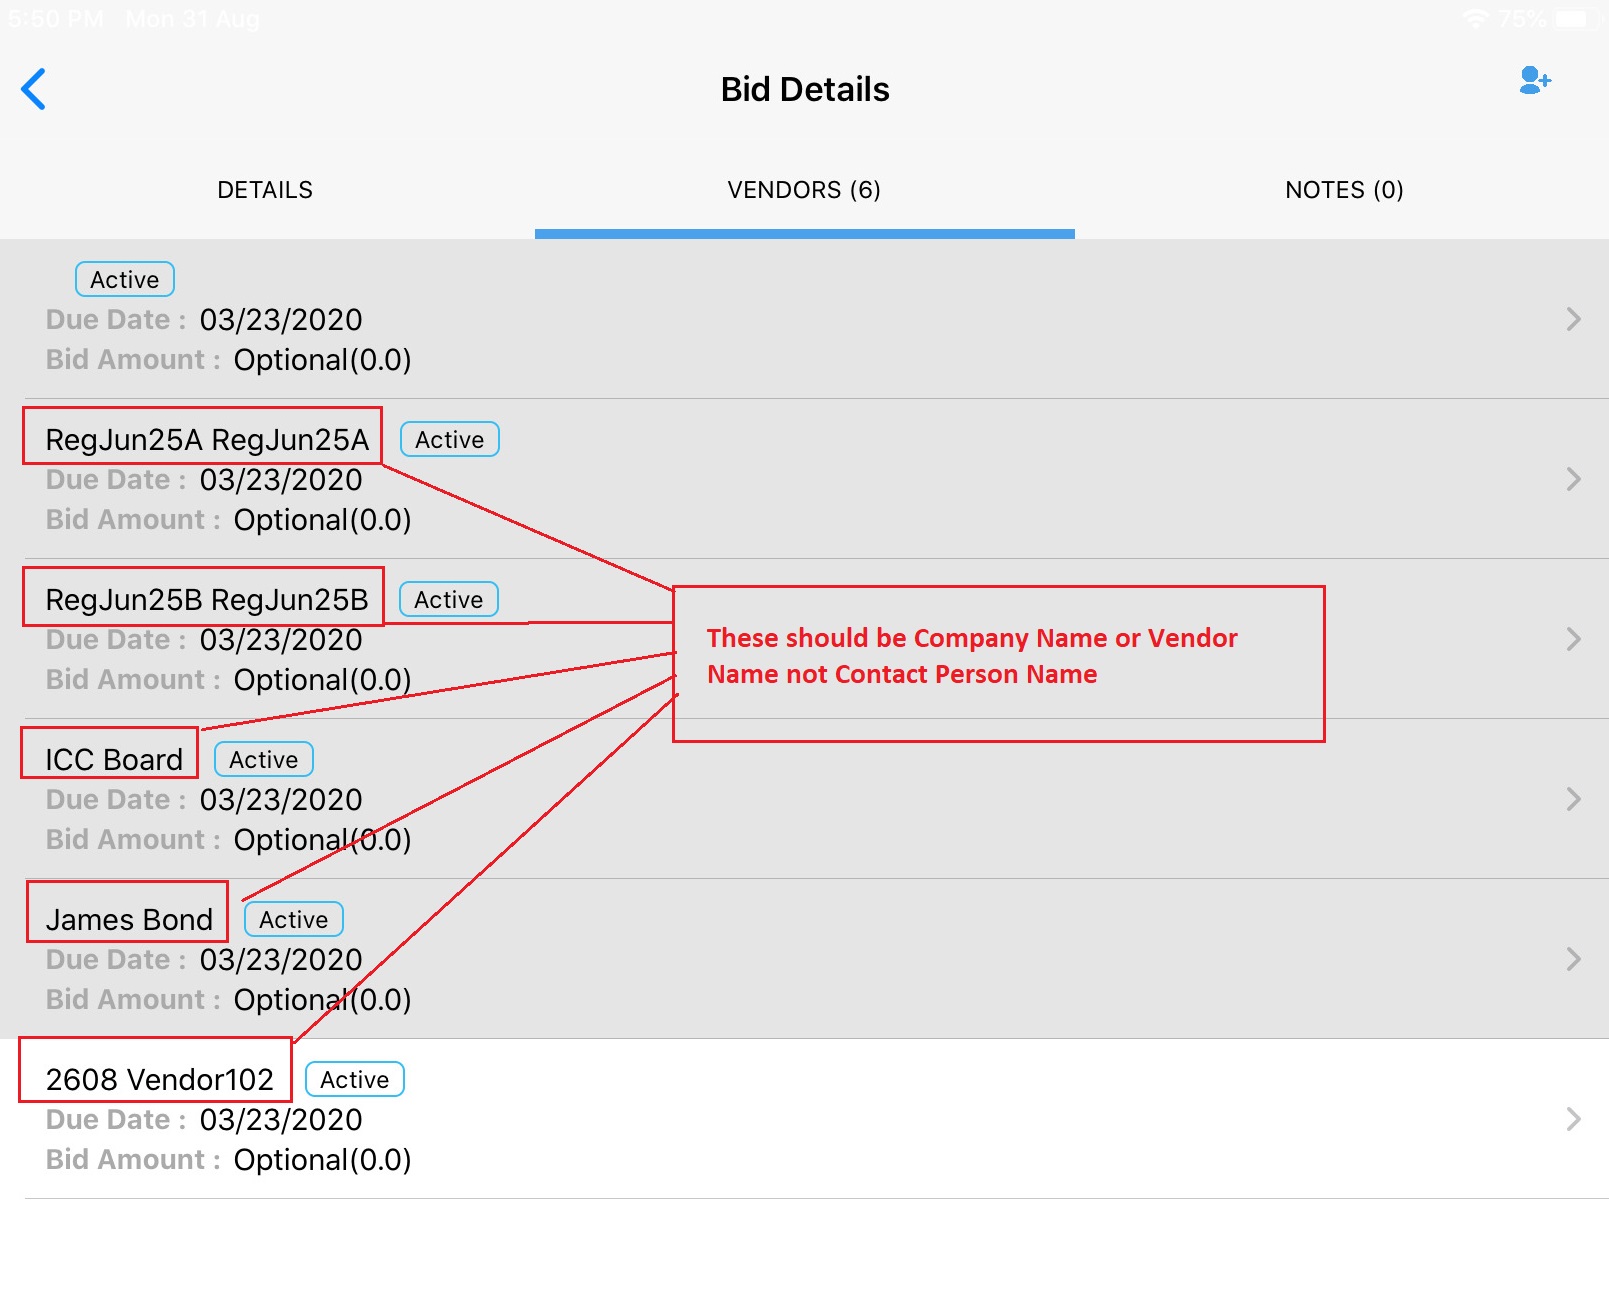 5:50 PM Mon 31 Aug 75%
Bid Details
DETAILS VENDORS (6) NOTES (0)
Active
Due Date : 03/23/2020
Bid Amount : Optional(0.0)
RegJun25A RegJun25A Active
Due Date : 03/23/2020
Bid Amount : Optional(0.0)
RegJun25B RegJun25B Active
Due Date : 03/23/2020
Bid Amount : Optional(0.0)
These should be Company Name or Vendor
Name not Contact Person Name
ICC Board Active
Due Date : 03/23/2020
Bid Amount : Optional(0.0)
James Bond Active
Due Date : 03/23/2020
Bid Amount : Optional(0.0)
2608 Vendor102 Active
Due Date : 03/23/2020
Bid Amount : Optional(0.0)